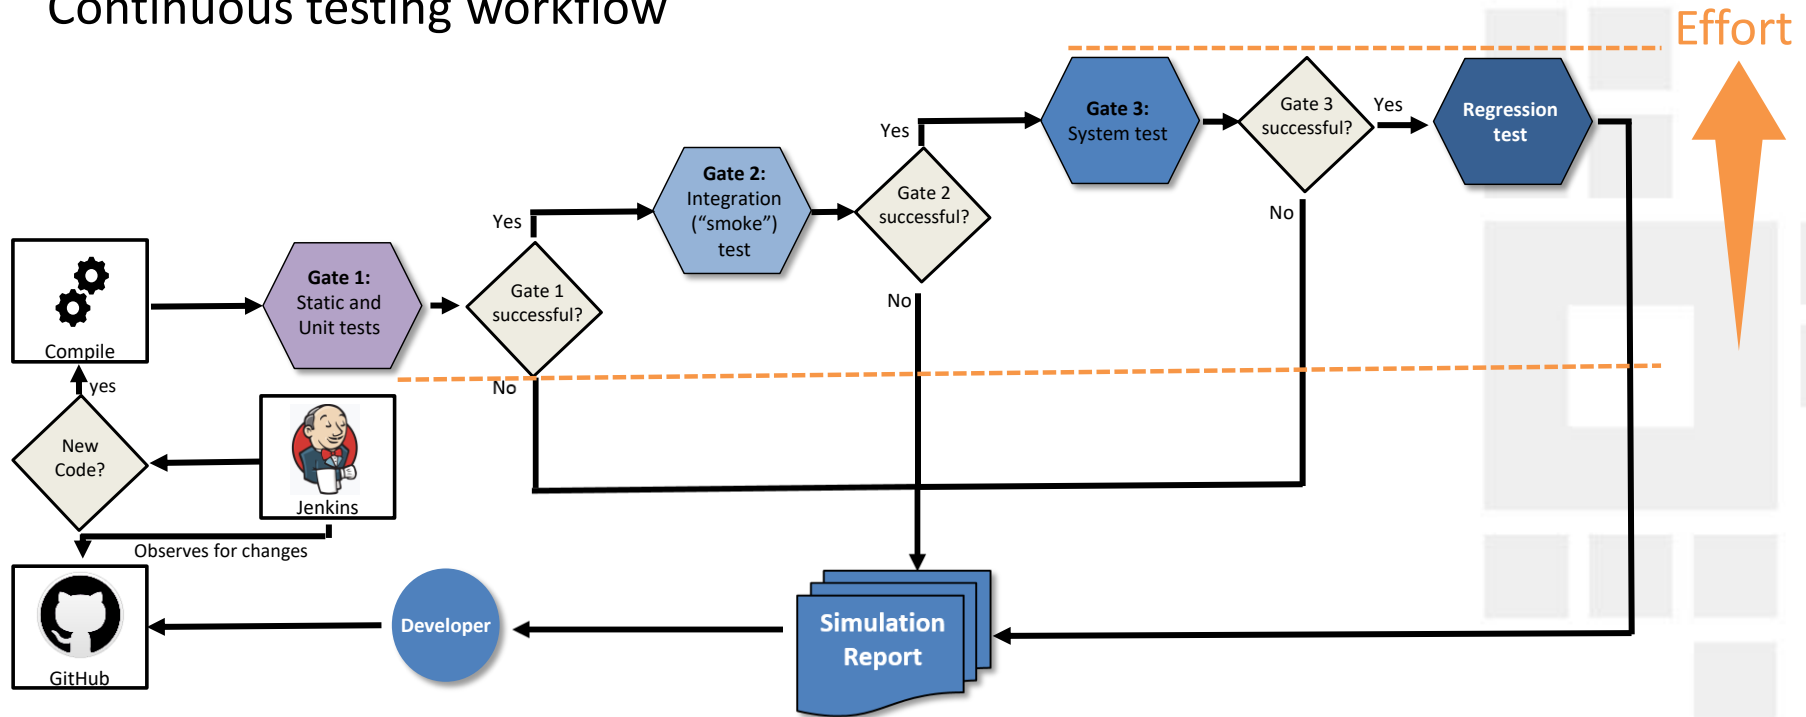 Continuous testing workflow
Effort
Gate 3:
System test
Gate 3
successful?
Yes
Regression
test
Yes
Gate 2:
Integration
(“smoke”)
test
Gate 2
successful?
No
Yes
Gate 1:
Static and
Unit tests
Gate 1
successful?
No
No
Compile
yes
New
Code?
Jenkins
Observes for changes
GitHub
Developer
Simulation
Report